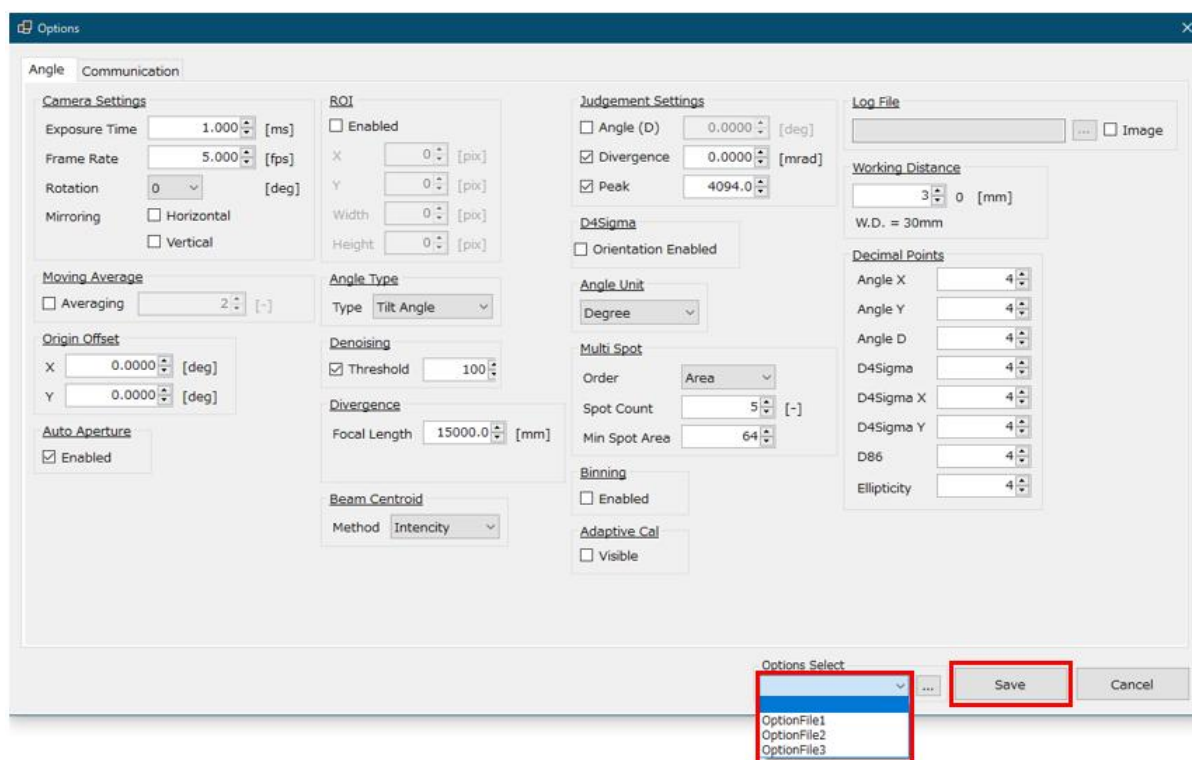 Options
Angle Communication
Camera Settings
Exposure Time 1.000 [ms]
Frame Rate 5.000 [fps]
Rotation 0 [deg]
Mirroring Horizontal
Vertical
Moving Average
Averaging 2 [-]
Origin Offset
X 0.0000 [deg]
Y 0.0000 [deg]
Auto Aperture
Enabled
ROI
Enabled
X 0 [pix]
Y 0 [pix]
Width 0 [pix]
Height 0 [pix]
Angle Type
Type Tilt Angle
Denoising
Threshold 100
Divergence
Focal Length 15000.0 [mm]
Beam Centroid
Method Intencity
Judgement Settings
Angle (D) 0.0000 [deg]
Divergence 0.0000 [mrad]
Peak 4094.0
D4Sigma
Orientation Enabled
Angle Unit
Degree
Multi Spot
Order Area
Spot Count 5 [-]
Min Spot Area 64
Binning
Enabled
Adaptive Cal
Visible
Log File
... Image
Working Distance
3 0 [mm]
W.D. = 30mm
Decimal Points
Angle X 4
Angle Y 4
Angle D 4
D4Sigma 4
D4Sigma X 4
D4Sigma Y 4
D86 4
Ellipticity 4
Options Select
... Save Cancel
OptionFile1
OptionFile2
OptionFile3